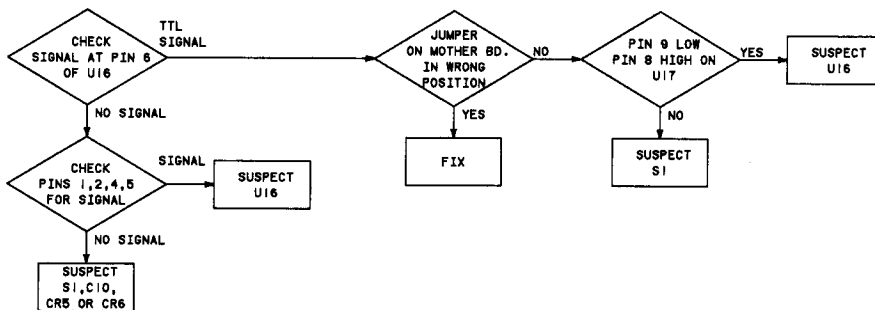 CHECK
SIGNAL AT PIN 6
OF U16
TTL
SIGNAL
JUMPER
ON MOTHER BD.
IN WRONG
POSITION
NO
PIN 9 LOW
PIN 8 HIGH ON
U17
YES
SUSPECT
U16
NO SIGNAL
YES
NO
CHECK
PINS 1,2,4,5
FOR SIGNAL
SIGNAL
SUSPECT
U16
FIX
SUSPECT
S1
NO SIGNAL
SUSPECT
S1,C10,
CR5 OR CR6